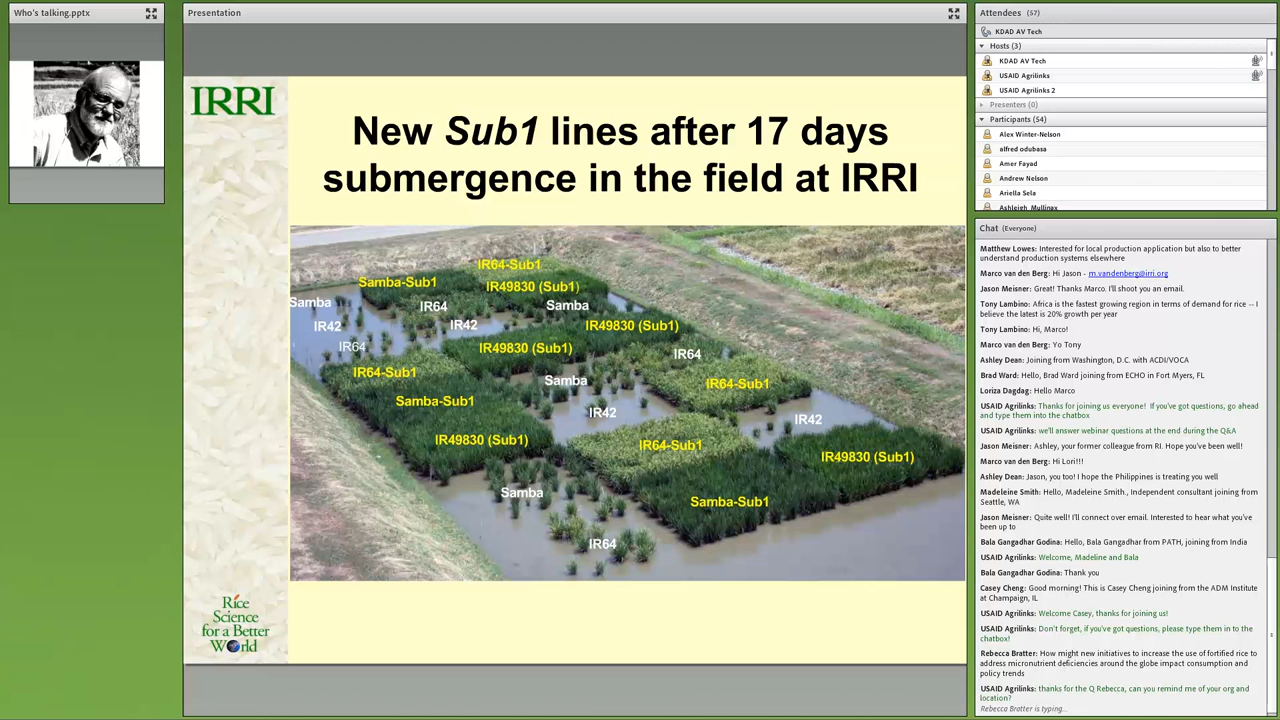 Who's talking.pptx
Presentation
IRRI
New Sub1 lines after 17 days
submergence in the field at IRRI
IR64-Sub1
Samba-Sub1
IR49830 (Sub1)
Samba
IR64
Samba
IR42
IR42
IR49830 (Sub1)
IR64
IR49830 (Sub1)
IR64
IR64-Sub1
Samba
IR64-Sub1
Samba-Sub1
IR42
IR42
IR49830 (Sub1)
IR64-Sub1
IR49830 (Sub1)
Samba
Samba-Sub1
IR64
Rice
Science
for a Better
World
Attendees (57)
KDAD AV Tech
Hosts (3)
KDAD AV Tech
USAID Agrilinks
USAID Agrilinks 2
Presenters (0)
Participants (54)
Alex Winter-Nelson
alfred odubasa
Amer Fayad
Andrew Nelson
Ariella Sela
Ashleigh Mullinax
Chat (Everyone)
Matthew Lowes: Interested for local production application but also to better
understand production systems elsewhere
Marco van den Berg: Hi Jason - m.vandenberg@irri.org
Jason Meisner: Great! Thanks Marco. I'll shoot you an email.
Tony Lambino: Africa is the fastest growing region in terms of demand for rice -- I
believe the latest is 20% growth per year
Tony Lambino: Hi, Marco!
Marco van den Berg: Yo Tony
Ashley Dean: Joining from Washington, D.C. with ACDI/VOCA
Brad Ward: Hello, Brad Ward joining from ECHO in Fort Myers, FL
Loriza Dagdag: Hello Marco
USAID Agrilinks: Thanks for joining us everyone! If you've got questions, go ahead
and type them into the chatbox
USAID Agrilinks: we'll answer webinar questions at the end during the Q&A
Jason Meisner: Ashley, your former colleague from RI. Hope you've been well!
Marco van den Berg: Hi Lori!!!
Ashley Dean: Jason, you too! I hope the Philippines is treating you well
Madeleine Smith: Hello, Madeleine Smith., Independent consultant joining from
Seattle, WA
Jason Meisner: Quite well! I'll connect over email. Interested to hear what you've
been up to
Bala Gangadhar Godina: Hello, Bala Gangadhar from PATH, joining from India
USAID Agrilinks: Welcome, Madeline and Bala
Bala Gangadhar Godina: Thank you
Casey Cheng: Good morning! This is Casey Cheng joining from the ADM Institute
at Champaign, IL
USAID Agrilinks: Welcome Casey, thanks for joining us!
USAID Agrilinks: Don't forget, if you've got questions, please type them in to the
chatbox!
Rebecca Bratter: How might new initiatives to increase the use of fortified rice to
address micronutrient deficiencies around the globe impact consumption and
policy trends
USAID Agrilinks: thanks for the Q Rebecca, can you remind me of your org and
location?
Rebecca Bratter is typing...